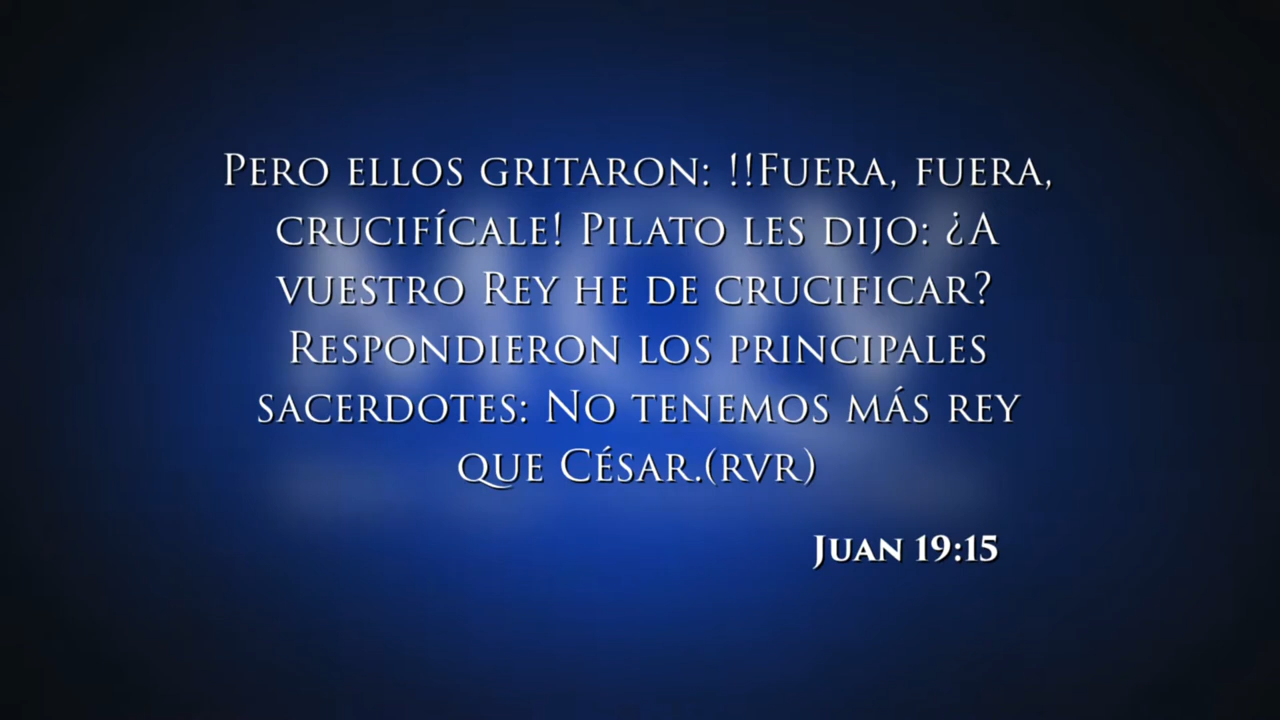 Pero ellos gritaron: !!Fuera, fuera,
crucifícale! Pilato les dijo: ¿A
vuestro Rey he de crucificar?
Respondieron los principales
sacerdotes: No tenemos más rey
que César.(rvr)
Juan 19:15